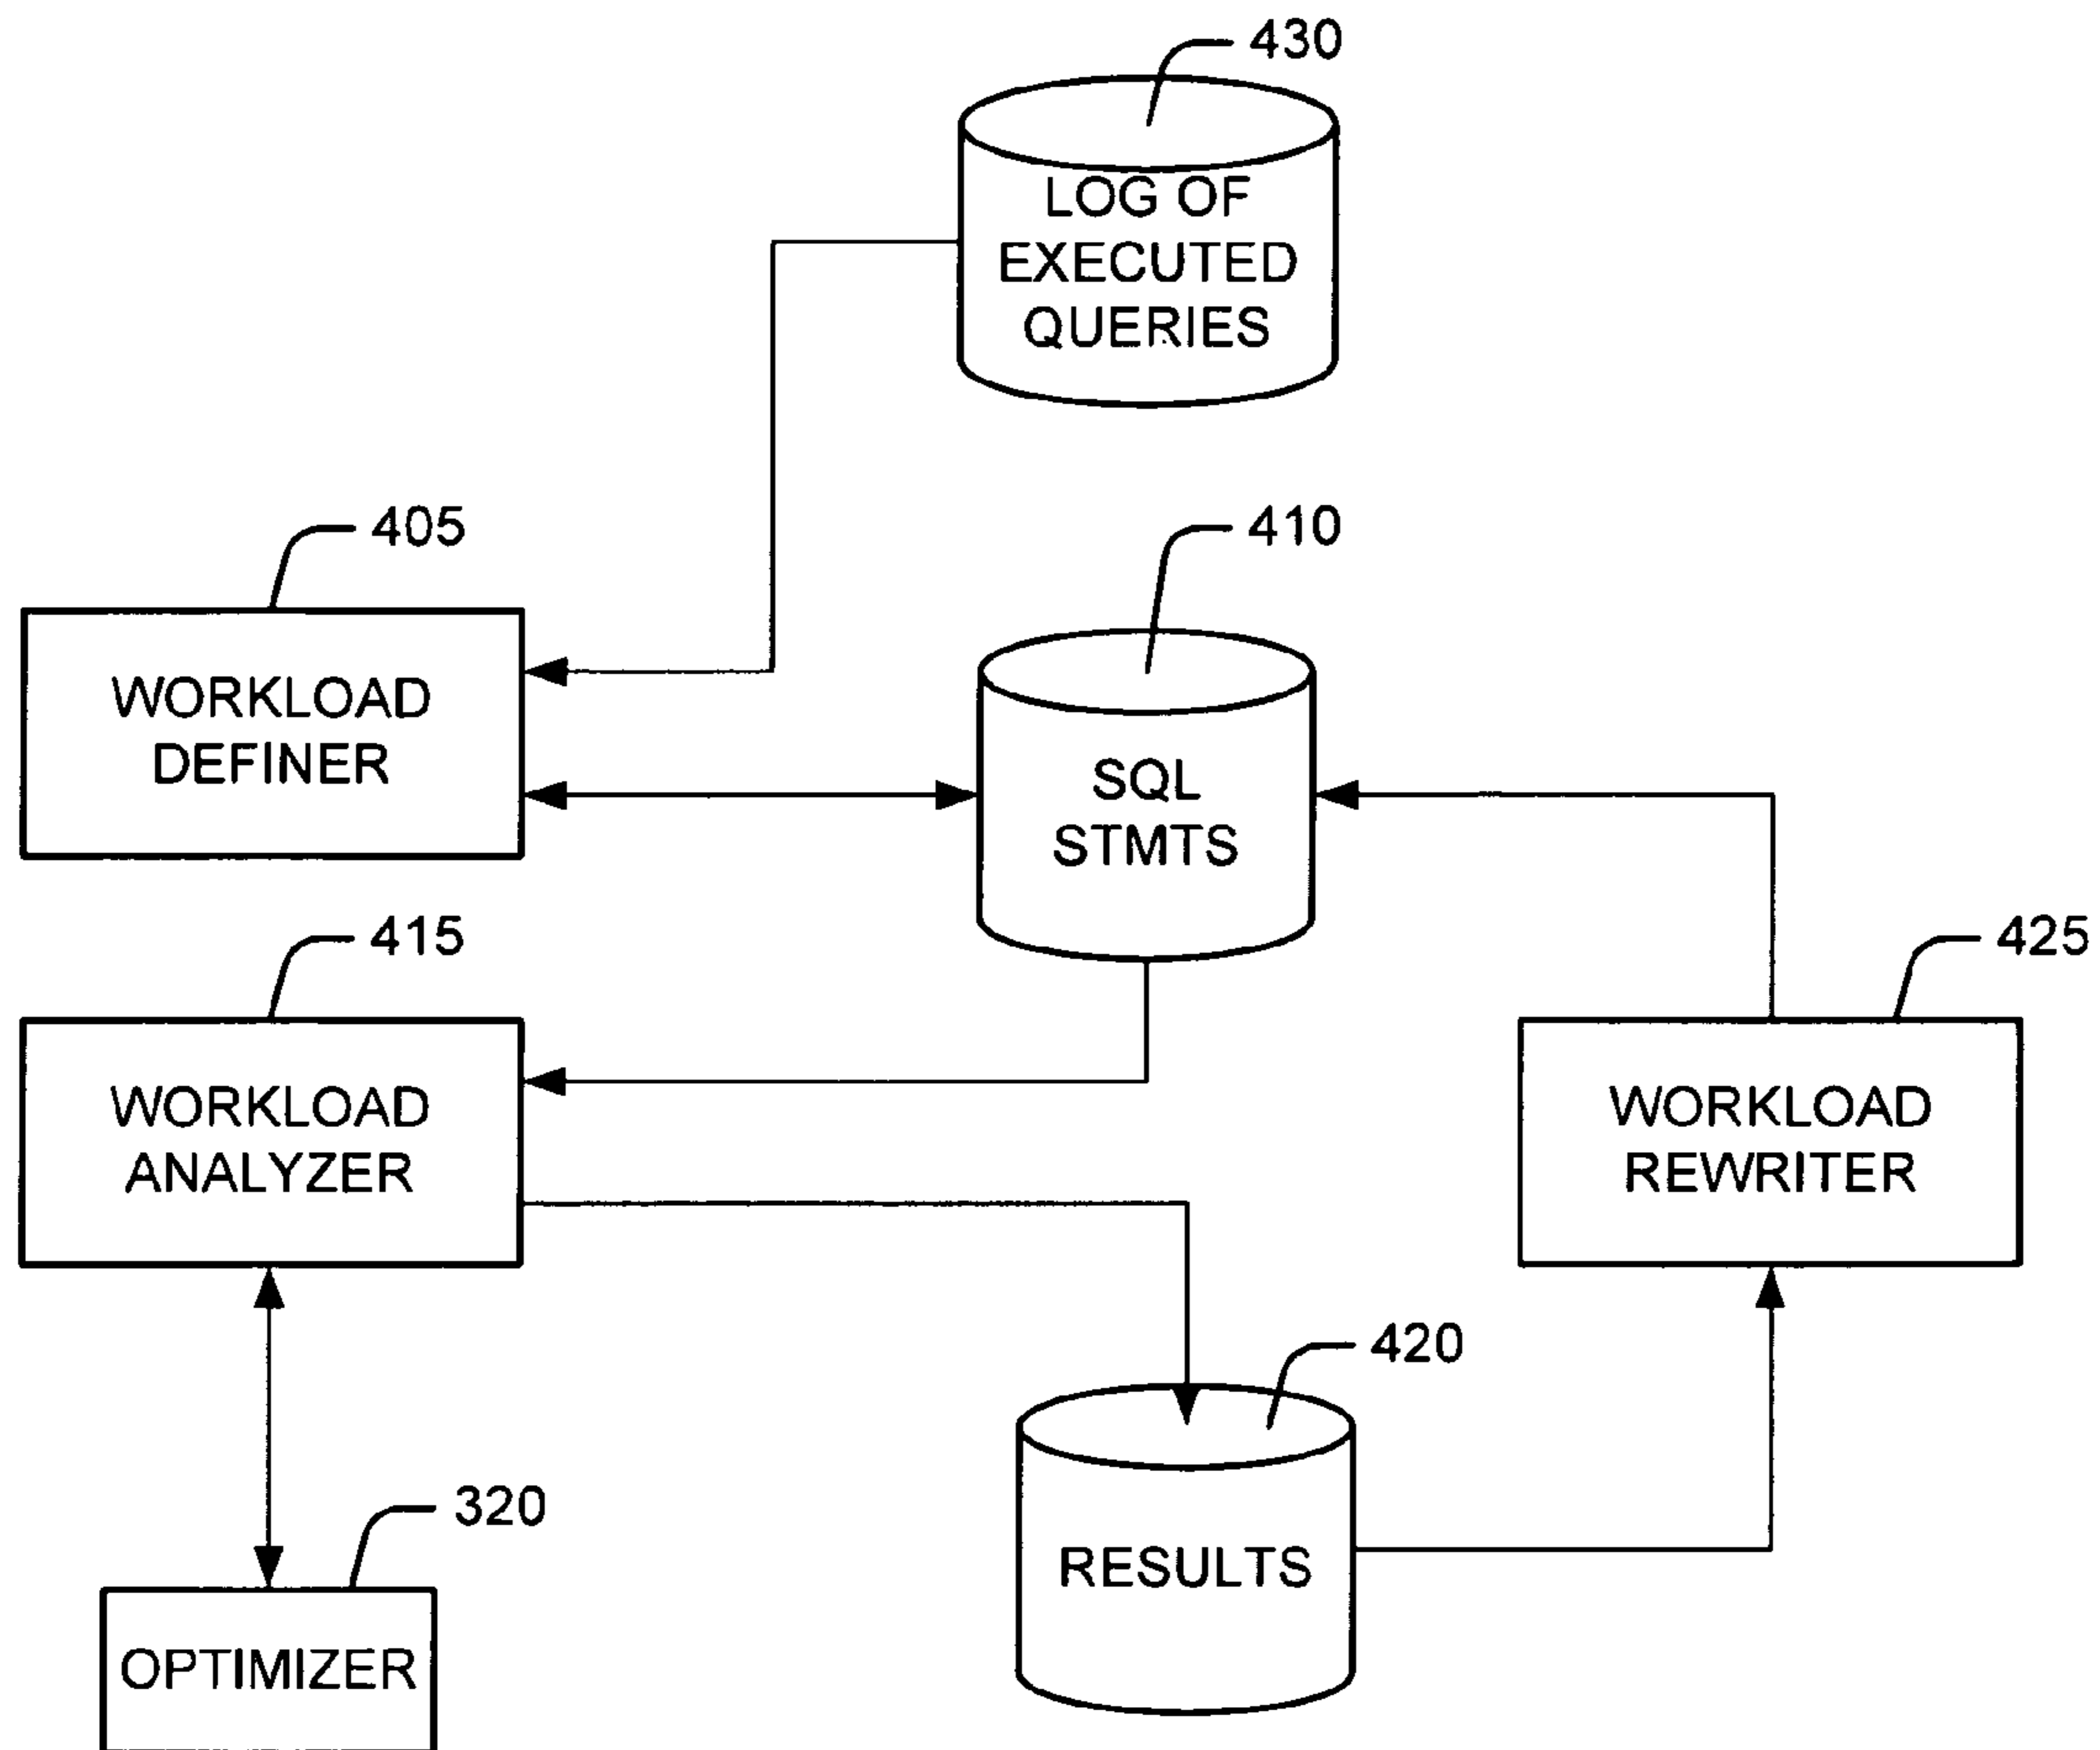 430
LOG OF
EXECUTED
QUERIES
405
WORKLOAD
DEFINER
410
SQL
STMTS
415
WORKLOAD
ANALYZER
425
WORKLOAD
REWRITER
420
RESULTS
320
OPTIMIZER